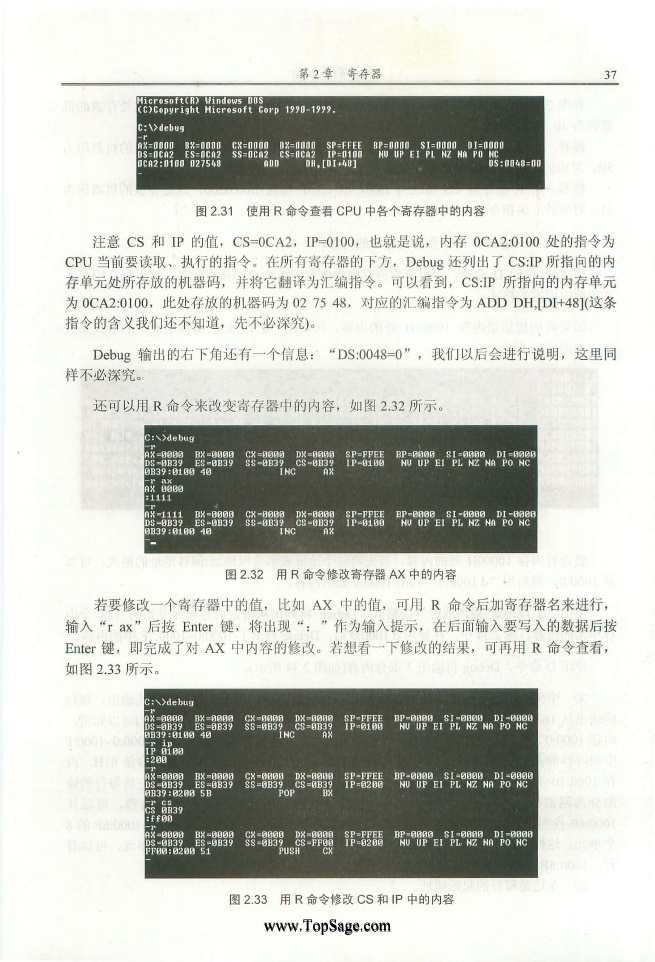 第 2 章 寄存器
37
Microsoft(R) Windows DOS
(C)Copyright Microsoft Corp 1990-1999.
C:\>debug
-r
AX=0000 BX=0000 CX=0000 DX=0000 SP=FFEE BP=0000 SI=0000 DI=0000
DS=0CA2 ES=0CA2 SS=0CA2 CS=0CA2 IP=0100 NV UP EI PL NZ NA PO NC
0CA2:0100 027548 ADD DH,[DI+48] DS:0048=00
-
图 2.31 使用 R 命令查看 CPU 中各个寄存器中的内容
注意 CS 和 IP 的值，CS=0CA2，IP=0100，也就是说，内存 0CA2:0100 处的指令为
CPU 当前要读取、执行的指令。在所有寄存器的下方，Debug 还列出了 CS:IP 所指向的内
存单元处所存放的机器码，并将它翻译为汇编指令。可以看到，CS:IP 所指向的内存单元
为 0CA2:0100，此处存放的机器码为 02 75 48，对应的汇编指令为 ADD DH,[DI+48](这条
指令的含义我们还不知道，先不必深究)。
Debug 输出的右下角还有一个信息：“DS:0048=0”，我们以后会进行说明，这里同
样不必深究。
还可以用 R 命令来改变寄存器中的内容，如图 2.32 所示。
C:\>debug
-r
AX=0000 BX=0000 CX=0000 DX=0000 SP=FFEE BP=0000 SI=0000 DI=0000
DS=0B39 ES=0B39 SS=0B39 CS=0B39 IP=0100 NV UP EI PL NZ NA PO NC
0B39:0100 40 INC AX
-r ax
AX 0000
:1111
-r
AX=1111 BX=0000 CX=0000 DX=0000 SP=FFEE BP=0000 SI=0000 DI=0000
DS=0B39 ES=0B39 SS=0B39 CS=0B39 IP=0100 NV UP EI PL NZ NA PO NC
0B39:0100 40 INC AX
-
图 2.32 用 R 命令修改寄存器 AX 中的内容
若要修改一个寄存器中的值，比如 AX 中的值，可用 R 命令后加寄存器名来进行，
输入“r ax”后按 Enter 键，将出现“：”作为输入提示，在后面输入要写入的数据后按
Enter 键，即完成了对 AX 中内容的修改。若想看一下修改的结果，可再用 R 命令查看，
如图 2.33 所示。
C:\>debug
-r
AX=0000 BX=0000 CX=0000 DX=0000 SP=FFEE BP=0000 SI=0000 DI=0000
DS=0B39 ES=0B39 SS=0B39 CS=0B39 IP=0100 NV UP EI PL NZ NA PO NC
0B39:0100 40 INC AX
-r ip
IP 0100
:200
-r
AX=0000 BX=0000 CX=0000 DX=0000 SP=FFEE BP=0000 SI=0000 DI=0000
DS=0B39 ES=0B39 SS=0B39 CS=0B39 IP=0200 NV UP EI PL NZ NA PO NC
0B39:0200 5B POP BX
-r cs
CS 0B39
:ff00
-r
AX=0000 BX=0000 CX=0000 DX=0000 SP=FFEE BP=0000 SI=0000 DI=0000
DS=0B39 ES=0B39 SS=0B39 CS=FF00 IP=0200 NV UP EI PL NZ NA PO NC
FF00:0200 51 PUSH CX
-
图 2.33 用 R 命令修改 CS 和 IP 中的内容
www.TopSage.com